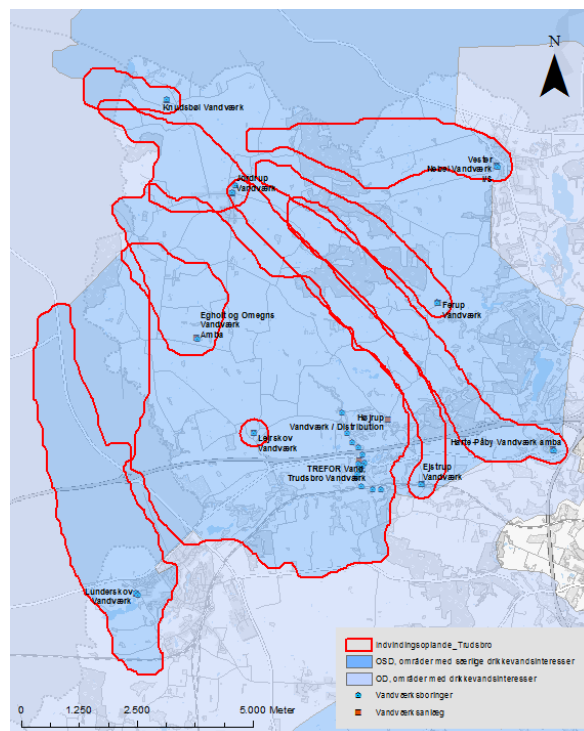 N
Knudsbøl Vandværk
Vester
Nebel Vandværk
I/S
Jordrup
Vandværk
Ferup
Vandværk
Egholt og Omegns
Vandværk
Amba
Højrup
Vandværk / Distribution
Lejrskov
Vandværk
Harte-Påby Vandværk amba
TREFOR Vand,
Trudsbro Vandværk
Ejstrup
Vandværk
Lunderskov
Vandværk
Indvindingsoplande_Trudsbro
OSD, områder med særlige drikkevandsinteresser
OD, områder med drikkevandsinteresser
Vandværksboringer
Vandværksanlæg
0 1.250 2.500 5.000 Meter